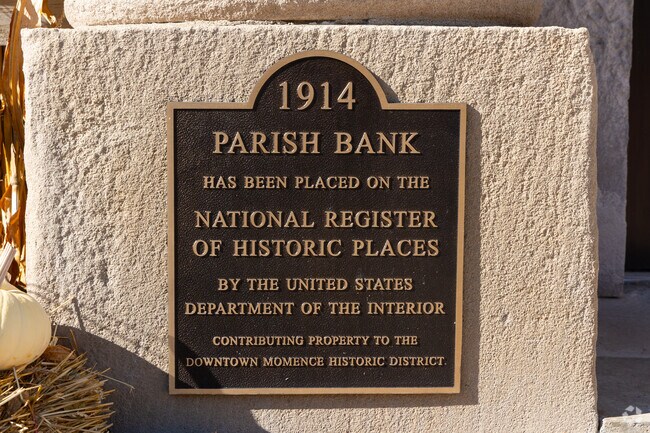 1914
PARISH BANK
HAS BEEN PLACED ON THE
NATIONAL REGISTER
OF HISTORIC PLACES
BY THE UNITED STATES
DEPARTMENT OF THE INTERIOR
CONTRIBUTING PROPERTY TO THE
DOWNTOWN MOMENCE HISTORIC DISTRICT.